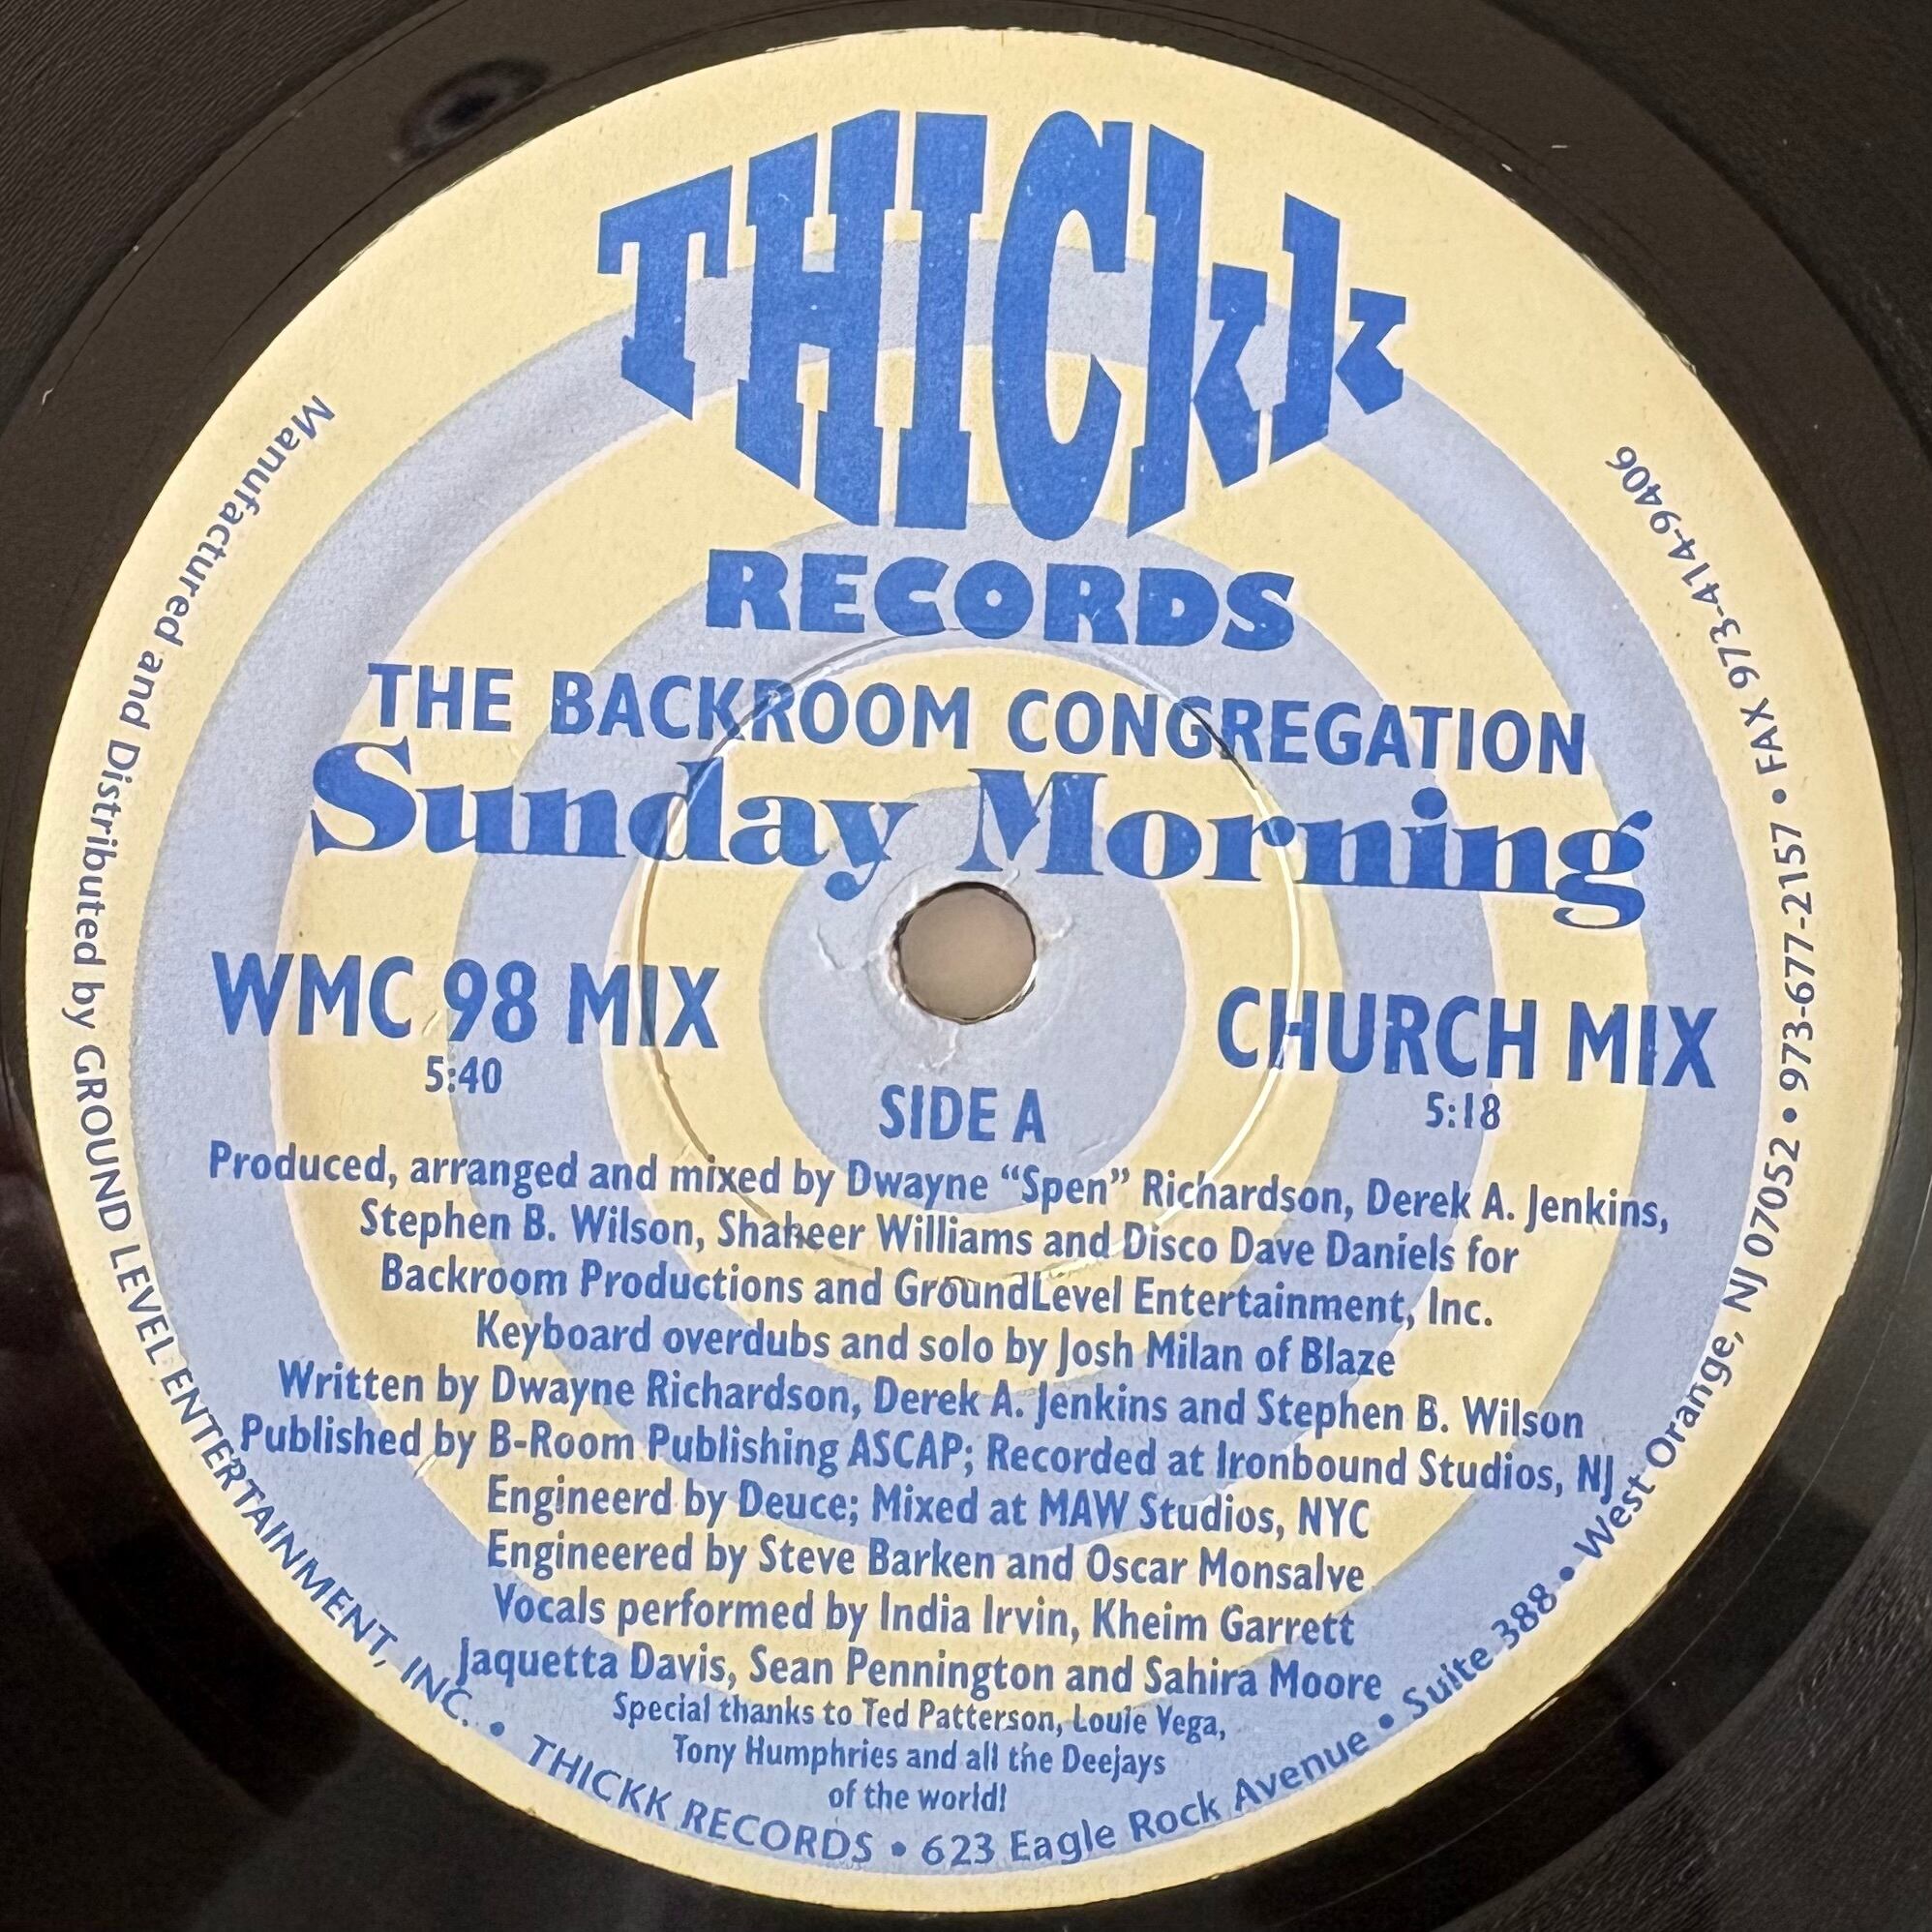 THICkk
RECORDS
THE BACKROOM CONGREGATION
Sunday Morning
WMC 98 MIX
5:40
CHURCH MIX
5:18
SIDE A
Produced, arranged and mixed by Dwayne “Spen” Richardson, Derek A. Jenkins,
Stephen B. Wilson, Shaheer Williams and Disco Dave Daniels for
Backroom Productions and GroundLevel Entertainment, Inc.
Keyboard overdubs and solo by Josh Milan of Blaze
Written by Dwayne Richardson, Derek A. Jenkins and Stephen B. Wilson
Published by B-Room Publishing ASCAP; Recorded at Ironbound Studios, NJ
Engineerd by Deuce; Mixed at MAW Studios, NYC
Engineered by Steve Barken and Oscar Monsalve
Vocals performed by India Irvin, Kheim Garrett
Jaquetta Davis, Sean Pennington and Sahira Moore
Special thanks to Ted Patterson, Louie Vega,
Tony Humphries and all the Deejays
of the world!
Manufactured and Distributed by GROUND LEVEL ENTERTAINMENT, INC. • THICKK RECORDS • 623 Eagle Rock Avenue • Suite 388 • West Orange, NJ 07052 • 973-677-2157 • FAX 973-414-9406